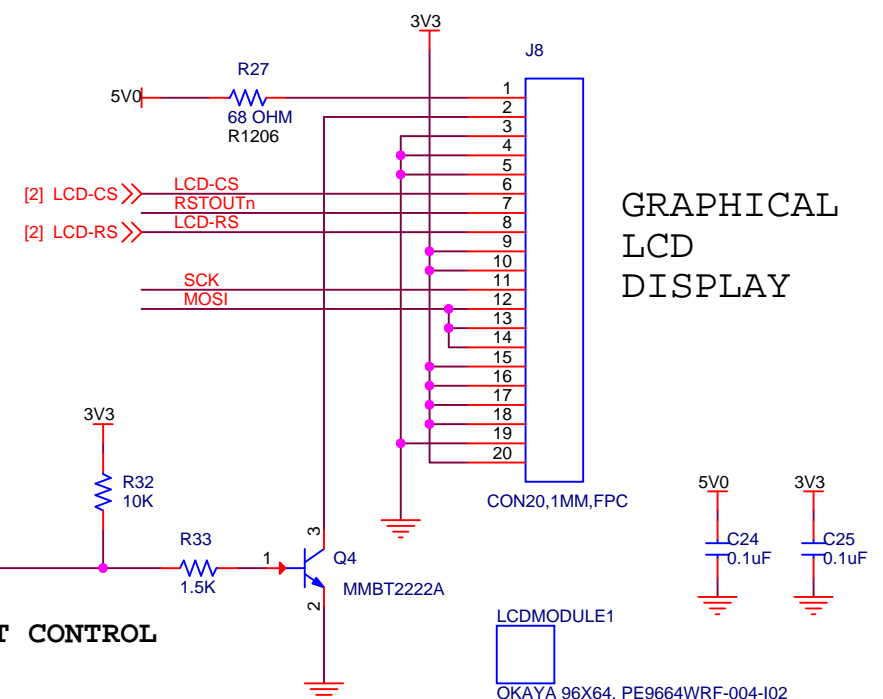 3V3
J8
R27
5V0
68 OHM
R1206
1
2
3
4
5
6
7
8
9
10
11
12
13
14
15
16
17
18
19
20
[2] LCD-CS
LCD-CS
RSTOUTn
[2] LCD-RS
LCD-RS
SCK
MOSI
GRAPHICAL
LCD
DISPLAY
CON20,1MM,FPC
3V3
R32
10K
R33
1.5K
1
3
2
Q4
MMBT2222A
5V0
C24
0.1uF
3V3
C25
0.1uF
T CONTROL
LCDMODULE1
OKAYA 96X64, PE9664WRF-004-I02